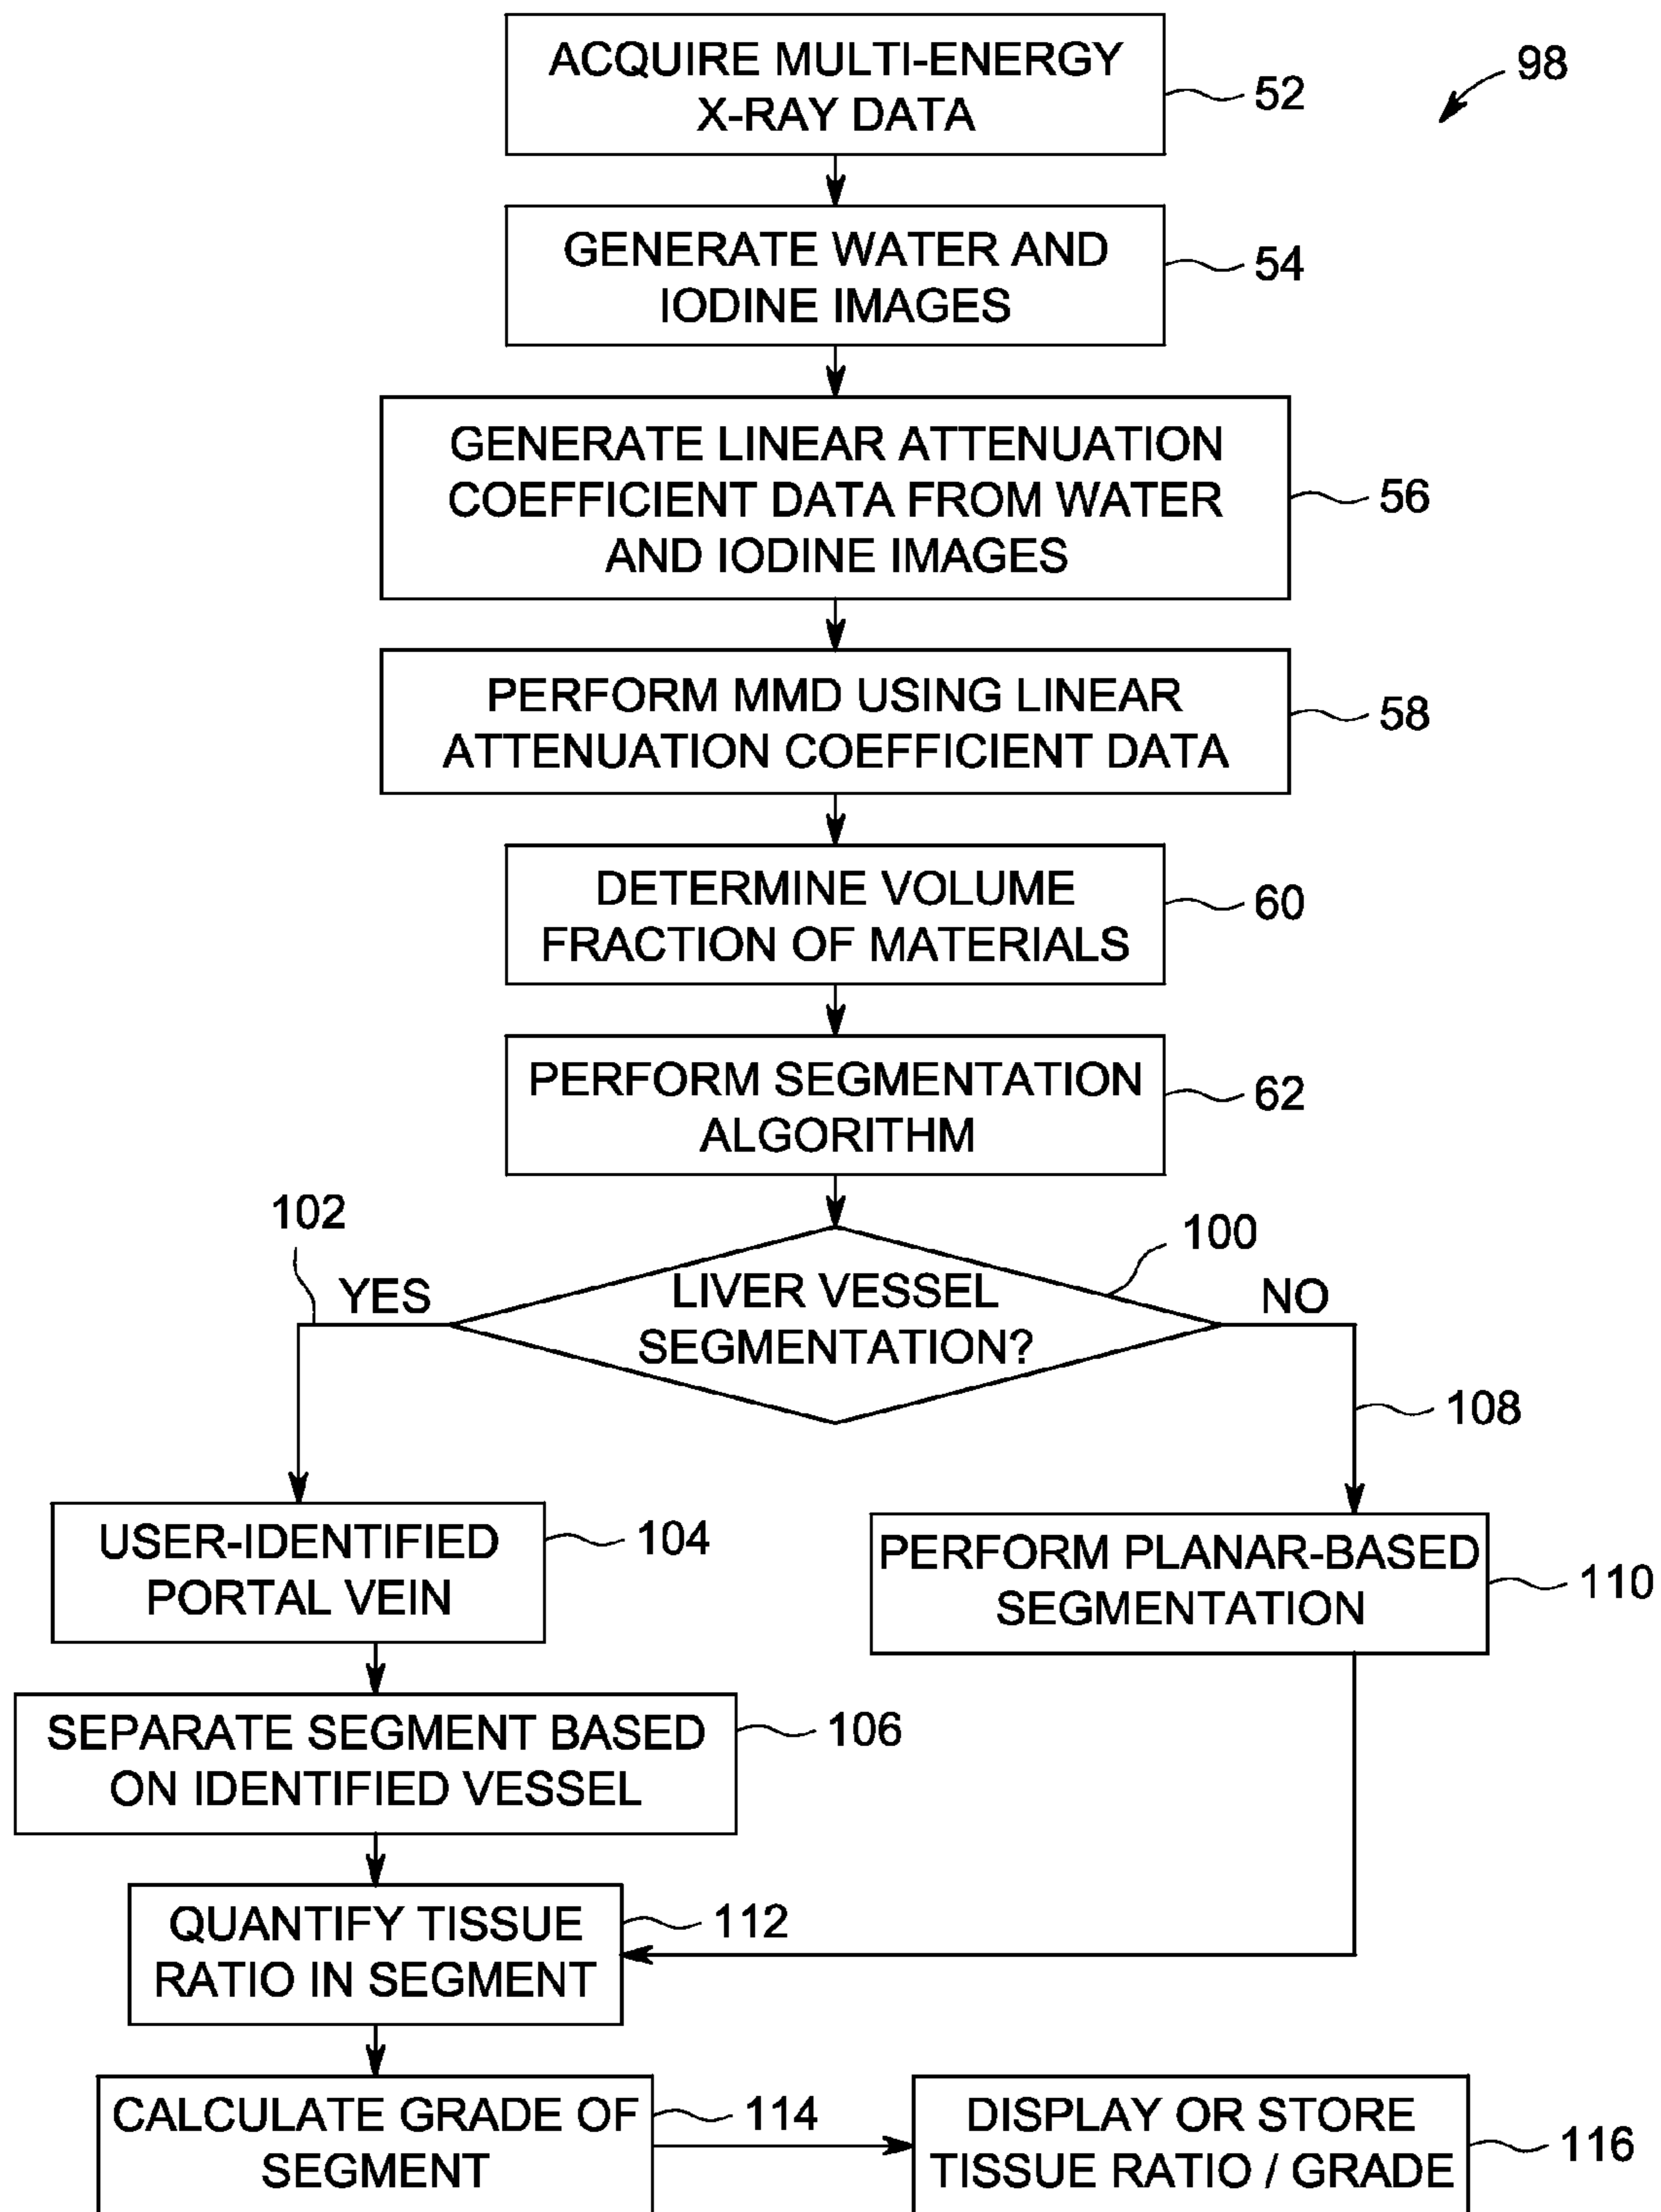 ACQUIRE MULTI-ENERGY
X-RAY DATA
52
98
GENERATE WATER AND
IODINE IMAGES
54
GENERATE LINEAR ATTENUATION
COEFFICIENT DATA FROM WATER
AND IODINE IMAGES
56
PERFORM MMD USING LINEAR
ATTENUATION COEFFICIENT DATA
58
DETERMINE VOLUME
FRACTION OF MATERIALS
60
PERFORM SEGMENTATION
ALGORITHM
62
102
100
YES
LIVER VESSEL
SEGMENTATION?
NO
108
USER-IDENTIFIED
PORTAL VEIN
104
PERFORM PLANAR-BASED
SEGMENTATION
110
SEPARATE SEGMENT BASED
ON IDENTIFIED VESSEL
106
QUANTIFY TISSUE
RATIO IN SEGMENT
112
CALCULATE GRADE OF
SEGMENT
114
DISPLAY OR STORE
TISSUE RATIO / GRADE
116